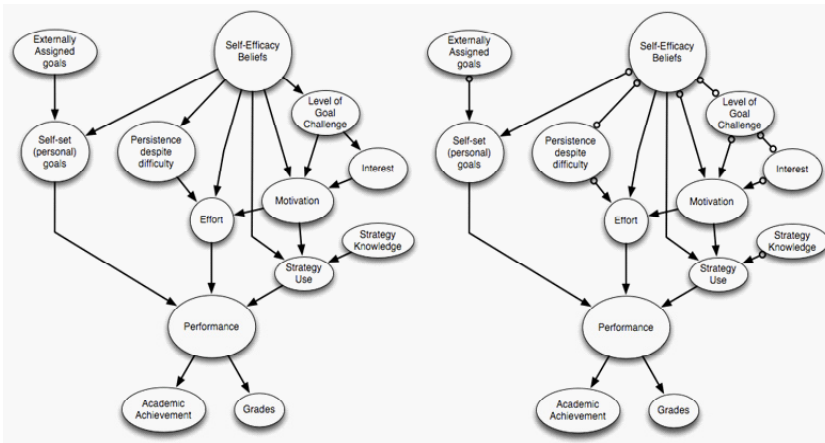 Externally
Assigned
goals
Self-Efficacy
Beliefs
Level of
Goal
Challenge
Self-set
(personal)
goals
Persistence
despite
difficulty
Interest
Motivation
Effort
Strategy
Knowledge
Strategy
Use
Performance
Academic
Achievement
Grades
Externally
Assigned
goals
Self-Efficacy
Beliefs
Level of
Goal
Challenge
Self-set
(personal)
goals
Persistence
despite
difficulty
Interest
Motivation
Effort
Strategy
Knowledge
Strategy
Use
Performance
Academic
Achievement
Grades